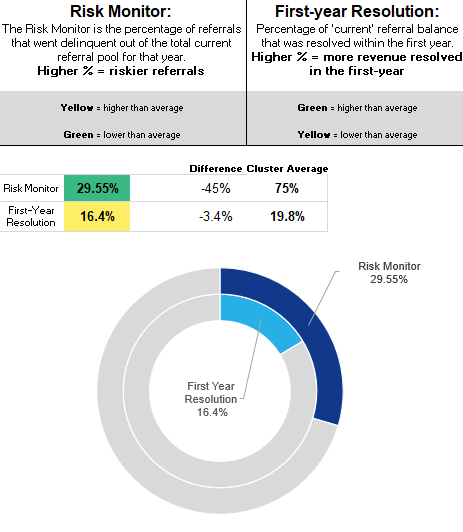 Risk Monitor:
The Risk Monitor is the percentage of referrals
that went delinquent out of the total current
referral pool for that year.
Higher % = riskier referrals
First-year Resolution:
Percentage of 'current' referral balance
that was resolved within the first year.
Higher % = more revenue resolved
in the first-year
Yellow = higher than average
Green = lower than average
Green = higher than average
Yellow = lower than average
Difference Cluster Average
Risk Monitor 29.55% -45% 75%
First-Year
Resolution 16.4% -3.4% 19.8%
Risk Monitor
29.55%
First Year
Resolution
16.4%